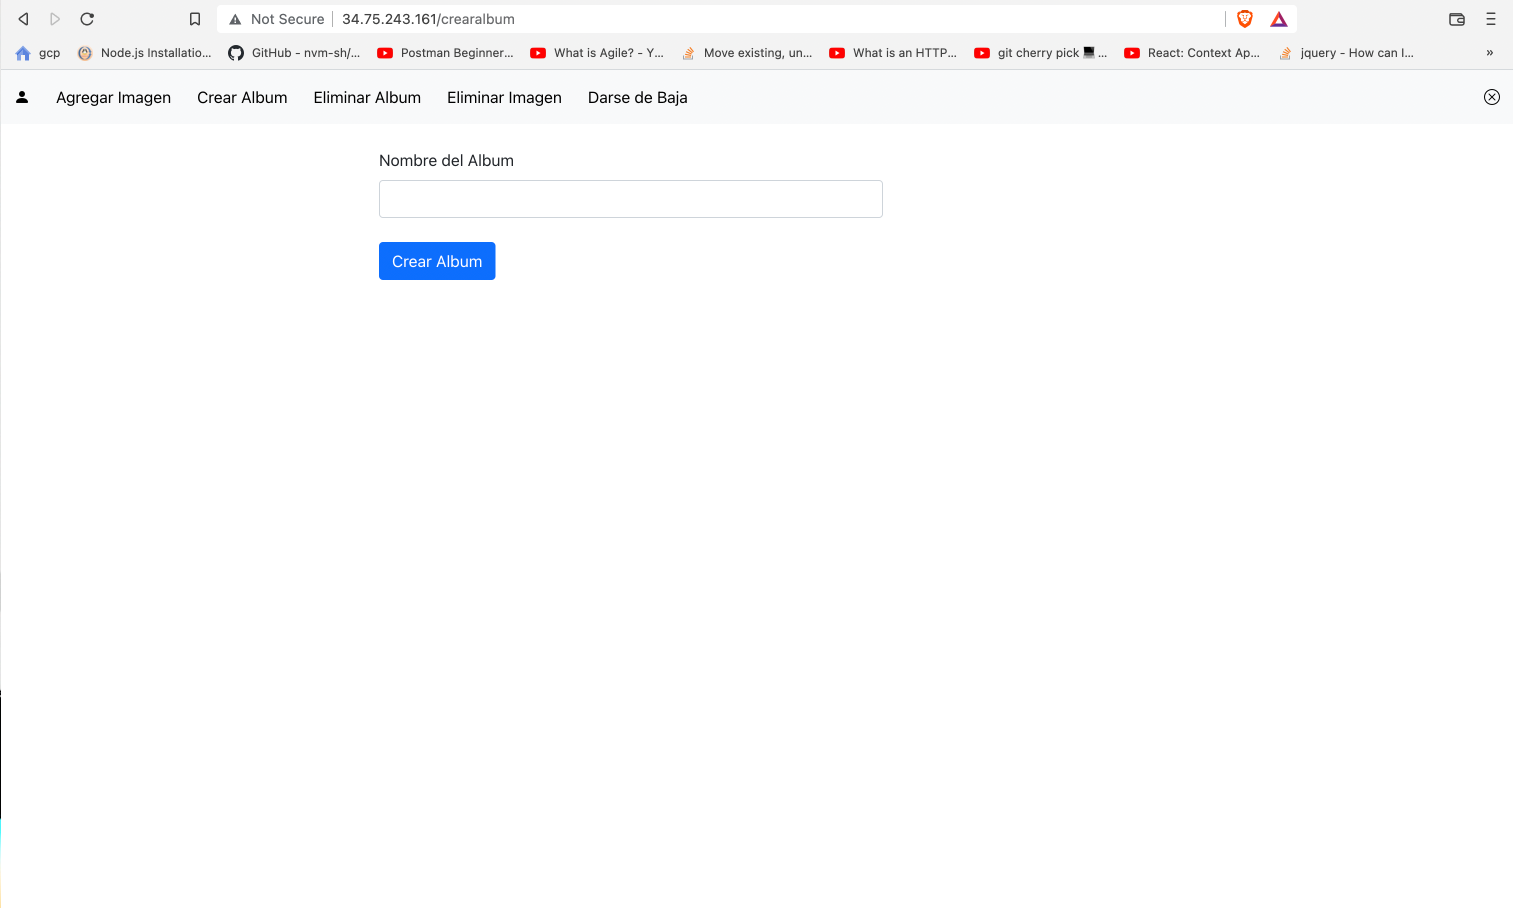 Not Secure 34.75.243.161/crearalbum
gcp Node.js Installatio... GitHub - nvm-sh/... Postman Beginner... What is Agile? - Y... Move existing, un... What is an HTTP... git cherry pick 💻 ... React: Context Ap... jquery - How can I... »
Agregar Imagen Crear Album Eliminar Album Eliminar Imagen Darse de Baja
Nombre del Album
Crear Album